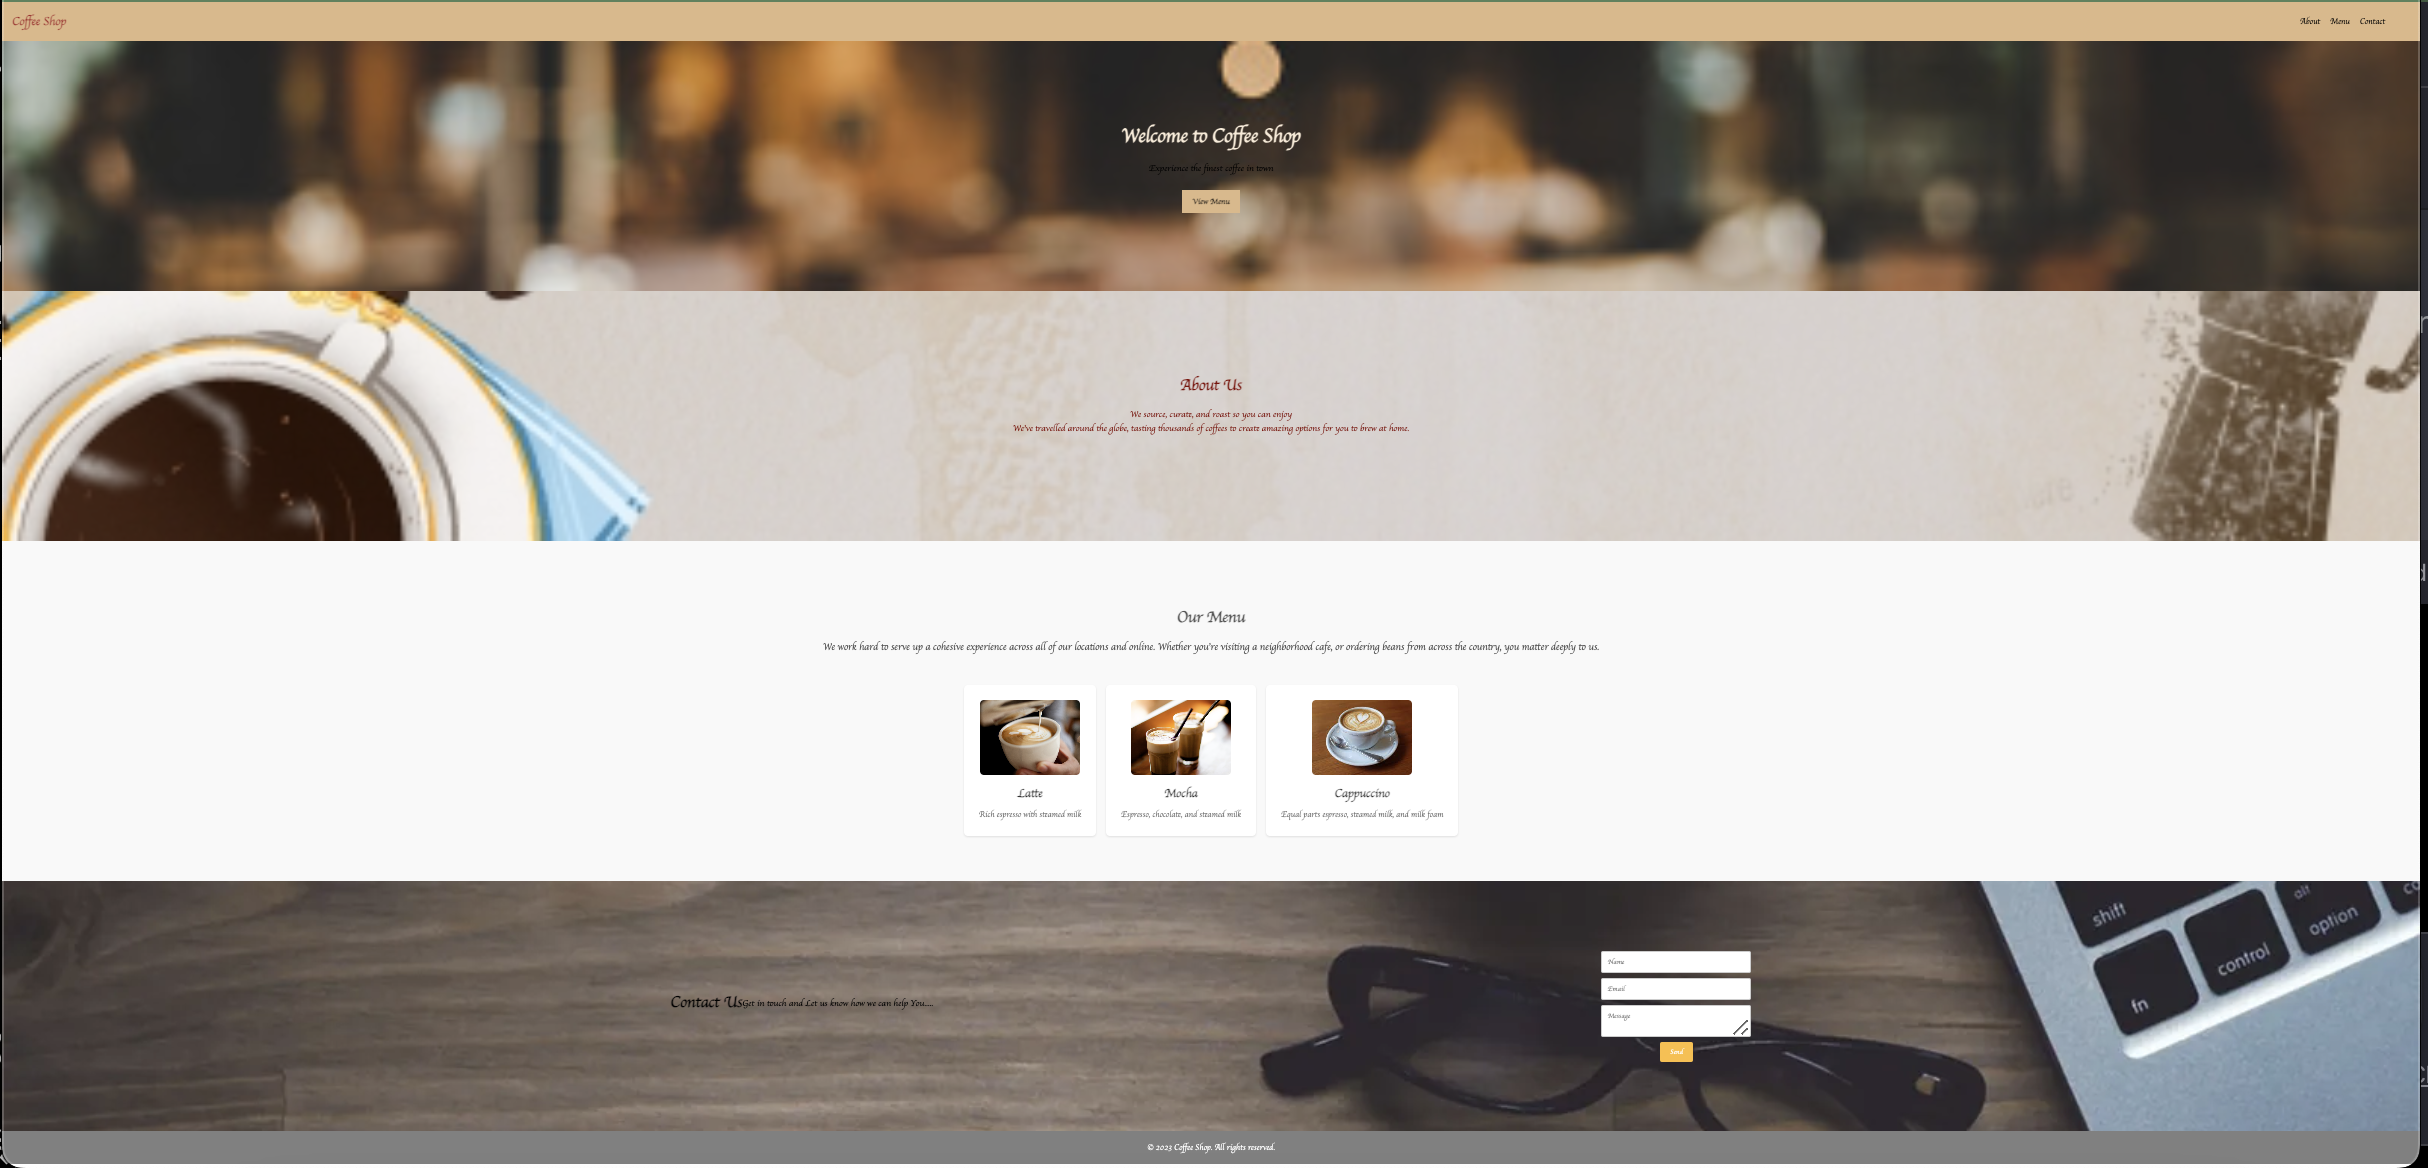 Coffee Shop
About Menu Contact
Welcome to Coffee Shop
Experience the finest coffee in town
View Menu
About Us
We source, curate, and roast so you can enjoy
We've travelled around the globe, tasting thousands of coffees to create amazing options for you to brew at home.
Our Menu
We work hard to serve up a cohesive experience across all of our locations and online. Whether you're visiting a neighborhood cafe, or ordering beans from across the country, you matter deeply to us.
Latte
Rich espresso with steamed milk
Mocha
Espresso, chocolate, and steamed milk
Cappuccino
Equal parts espresso, steamed milk, and milk foam
Contact Us Get in touch and Let us know how we can help You.....
Name
Email
Message
Send
shift
fn
control
alt
option
© 2023 Coffee Shop. All rights reserved.